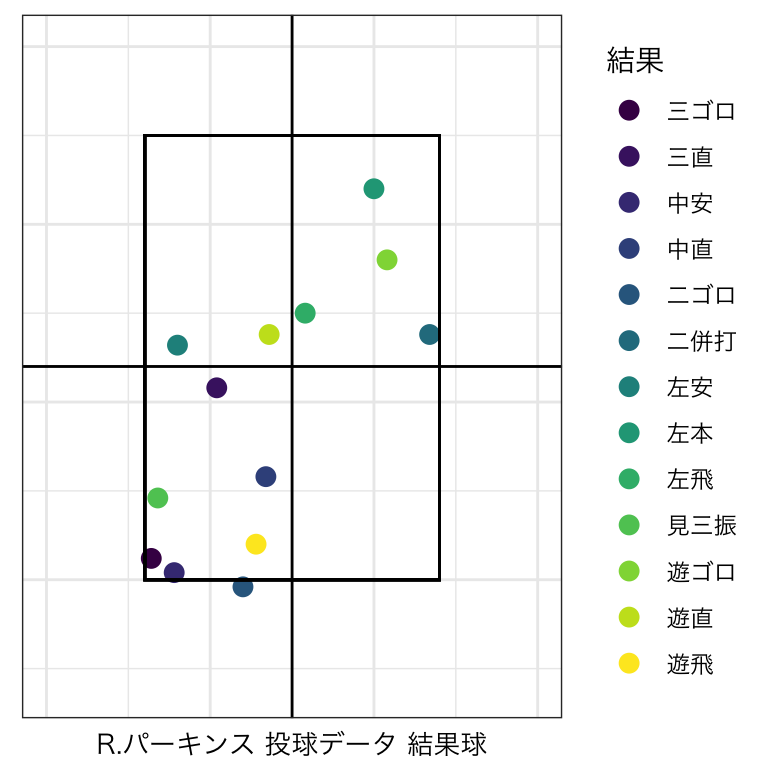 結果
三ゴロ
三直
中安
中直
二ゴロ
二併打
左安
左本
左飛
見三振
遊ゴロ
遊直
遊飛
R.パーキンス 投球データ 結果球